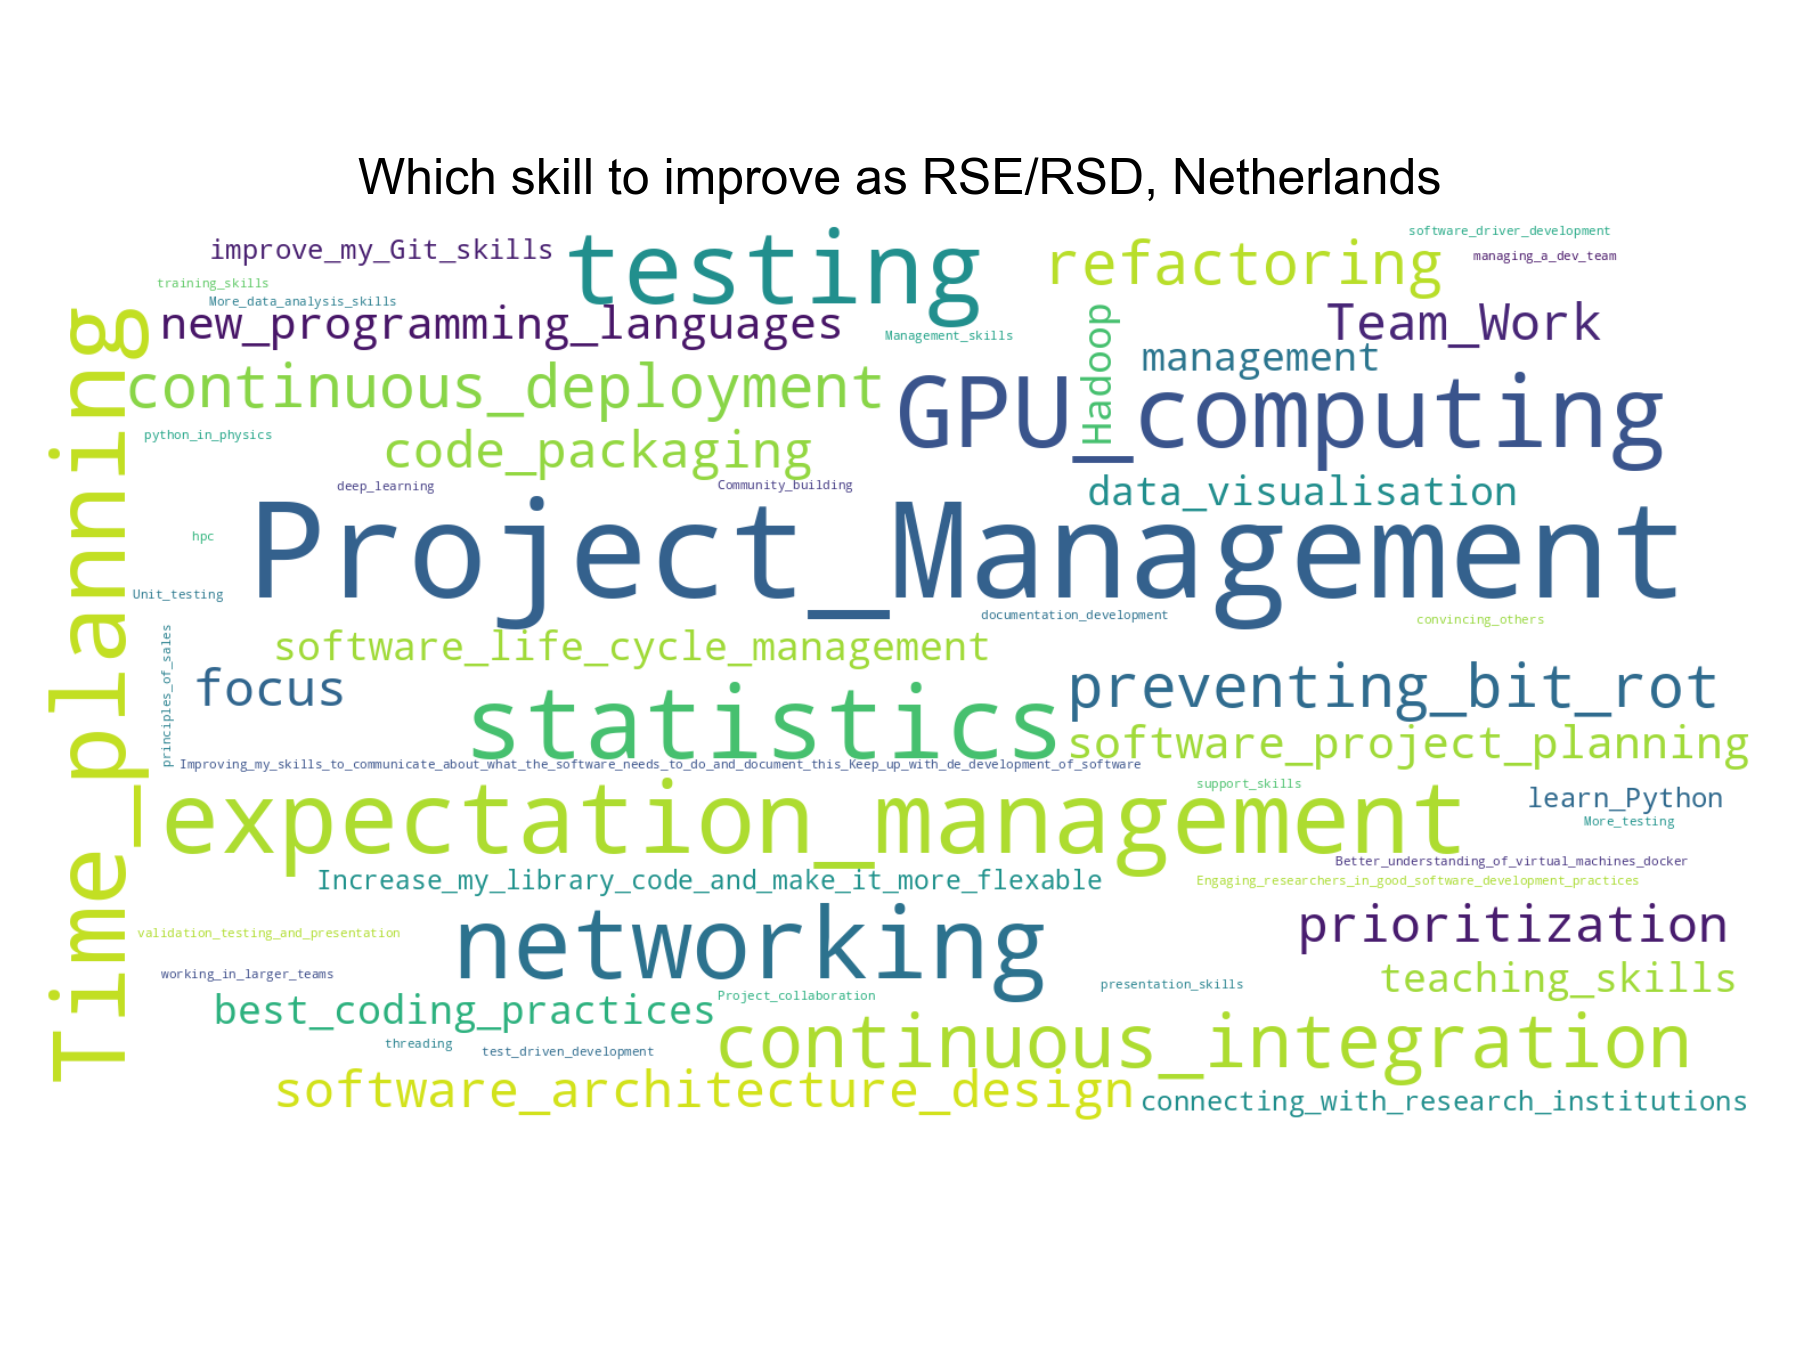 Which skill to improve as RSE/RSD, Netherlands
software_driver_development
improve_my_Git_skills
testing
refactoring
managing_a_dev_team
training_skills
More_data_analysis_skills
new_programming_languages
Management_skills
Hadoop
Team_Work
management
Time_planning
continuous_deployment
GPU_computing
python_in_physics
code_packaging
deep_learning
Community_building
data_visualisation
hpc
Project_Management
Unit_testing
documentation_development
convincing_others
principles_of_sales
software_life_cycle_management
focus
statistics
preventing_bit_rot
software_project_planning
Improving_my_skills_to_communicate_about_what_the_software_needs_to_do_and_document_this_Keep_up_with_de_development_of_software
support_skills
expectation_management
learn_Python
More_testing
Better_understanding_of_virtual_machines_docker
Increase_my_library_code_and_make_it_more_flexable
Engaging_researchers_in_good_software_development_practices
validation_testing_and_presentation
networking
prioritization
working_in_larger_teams
presentation_skills
teaching_skills
best_coding_practices
Project_collaboration
threading
test_driven_development
continuous_integration
software_architecture_design
connecting_with_research_institutions